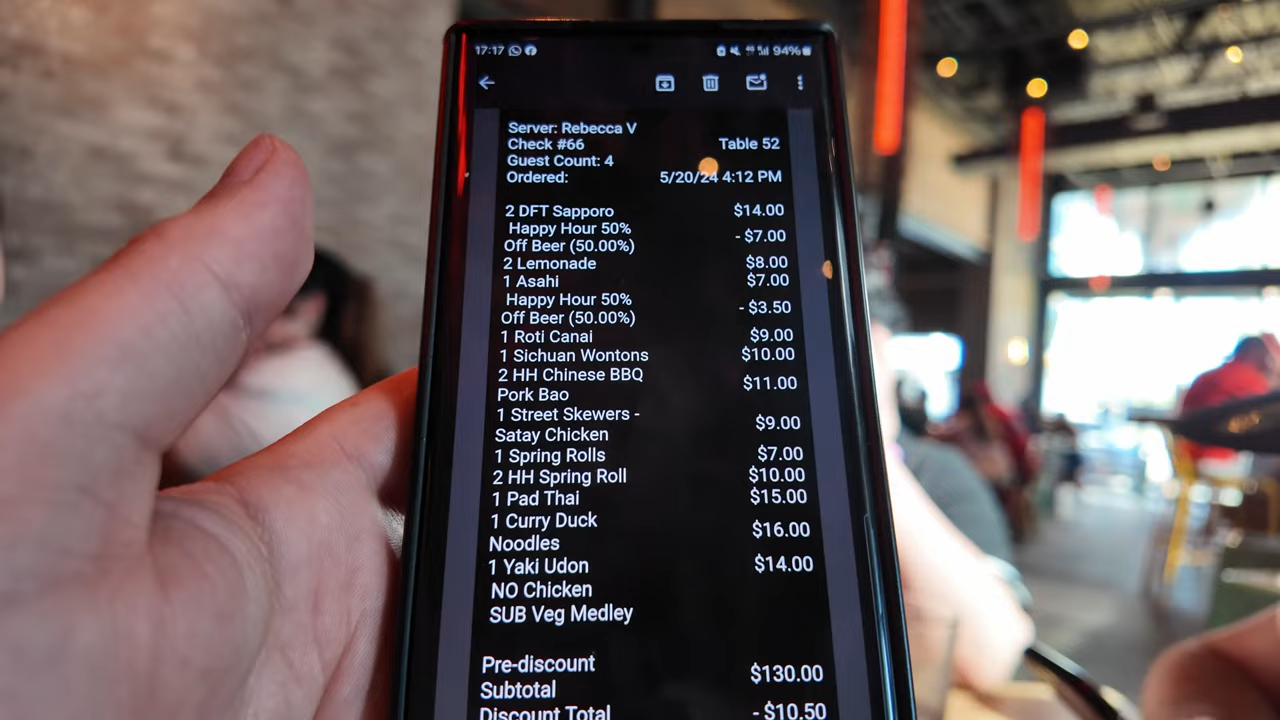 17:17 94%
Server: Rebecca V
Check #66 Table 52
Guest Count: 4
Ordered: 5/20/24 4:12 PM
2 DFT Sapporo $14.00
Happy Hour 50%
Off Beer (50.00%) - $7.00
2 Lemonade $8.00
1 Asahi $7.00
Happy Hour 50%
Off Beer (50.00%) - $3.50
1 Roti Canai $9.00
1 Sichuan Wontons $10.00
2 HH Chinese BBQ
Pork Bao $11.00
1 Street Skewers -
Satay Chicken $9.00
1 Spring Rolls $7.00
2 HH Spring Roll $10.00
1 Pad Thai $15.00
1 Curry Duck
Noodles $16.00
1 Yaki Udon $14.00
NO Chicken
SUB Veg Medley
Pre-discount
Subtotal $130.00
Discount Total - $10.50